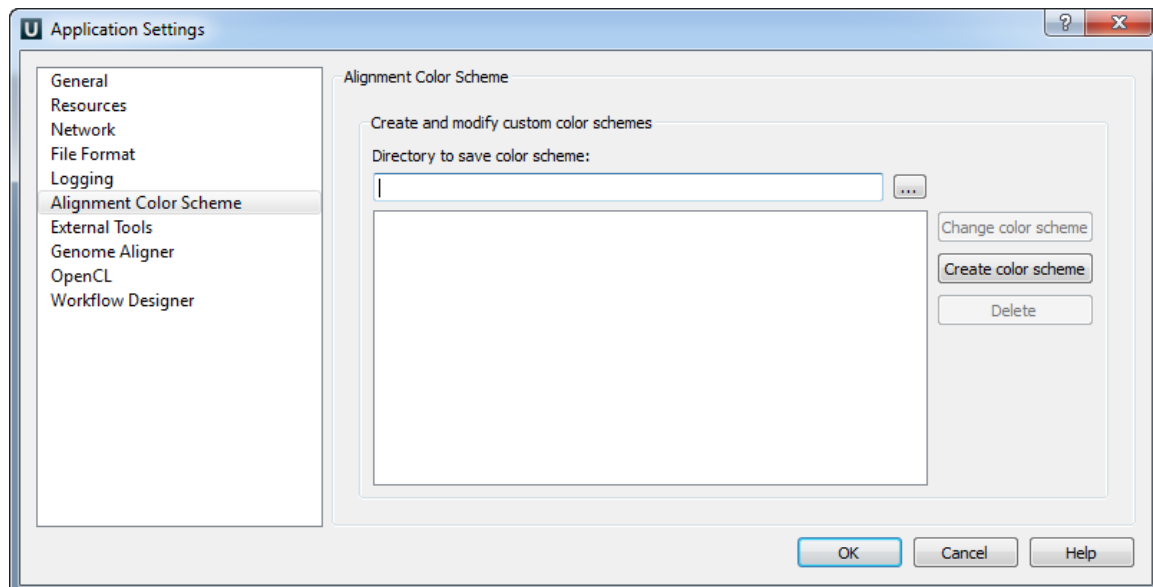 U Application Settings
?
General
Resources
Network
File Format
Logging
Alignment Color Scheme
External Tools
Genome Aligner
OpenCL
Workflow Designer
Alignment Color Scheme
Create and modify custom color schemes
Directory to save color scheme:
...
Change color scheme
Create color scheme
Delete
OK
Cancel
Help